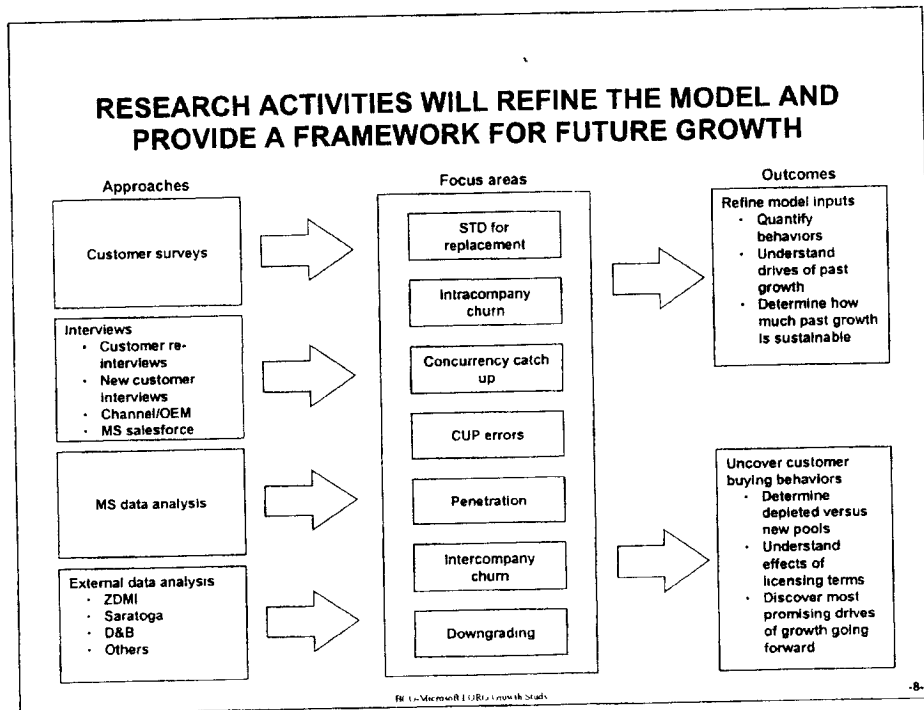 RESEARCH ACTIVITIES WILL REFINE THE MODEL AND
PROVIDE A FRAMEWORK FOR FUTURE GROWTH
Approaches
Customer surveys
Interviews
· Customer re-
interviews
· New customer
interviews
· Channel/OEM
· MS salesforce
MS data analysis
External data analysis
· ZDMI
· Saratoga
· D&B
· Others
Focus areas
STD for
replacement
Intracompany
churn
Concurrency catch
up
CUP errors
Penetration
Intercompany
churn
Downgrading
Outcomes
Refine model inputs
· Quantify
behaviors
· Understand
drives of past
growth
· Determine how
much past growth
is sustainable
Uncover customer
buying behaviors
· Determine
depleted versus
new pools
· Understand
effects of
licensing terms
· Discover most
promising drives
of growth going
forward
Microsoft Growth Study
-8-